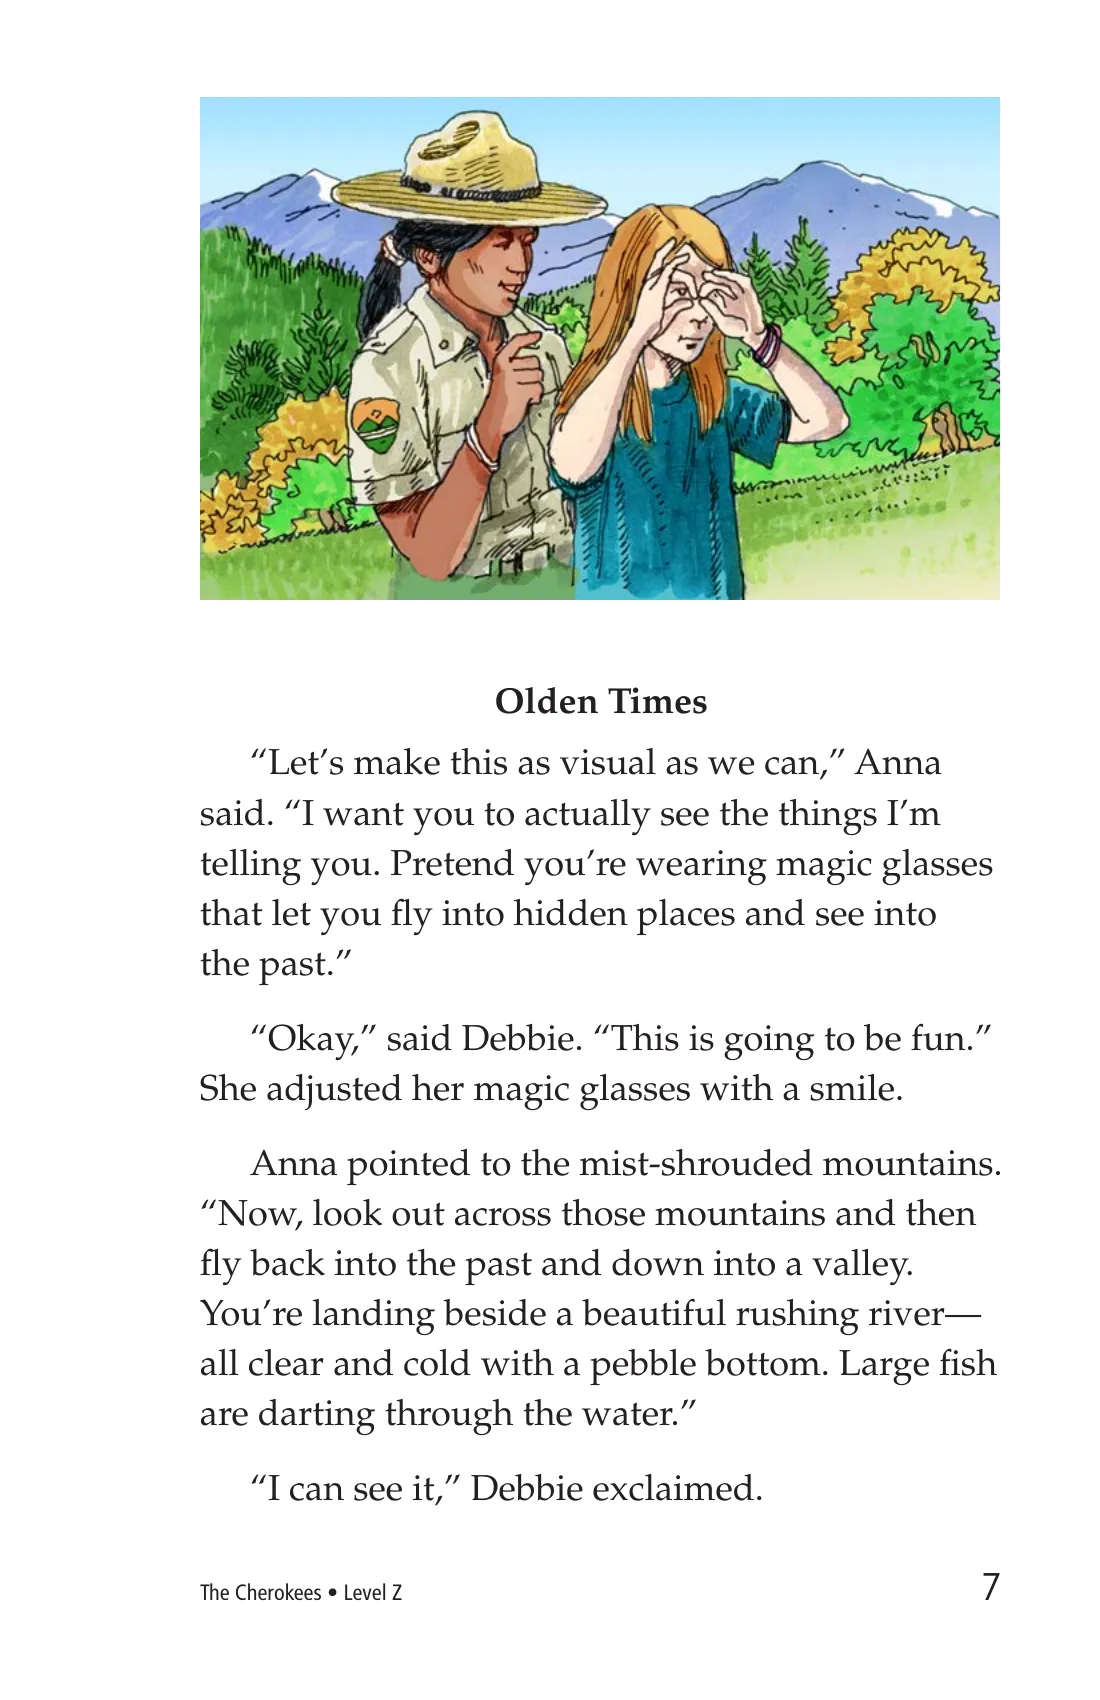 Olden Times
“Let’s make this as visual as we can,” Anna
said. “I want you to actually see the things I’m
telling you. Pretend you’re wearing magic glasses
that let you fly into hidden places and see into
the past.”
“Okay,” said Debbie. “This is going to be fun.”
She adjusted her magic glasses with a smile.
Anna pointed to the mist-shrouded mountains.
“Now, look out across those mountains and then
fly back into the past and down into a valley.
You’re landing beside a beautiful rushing river—
all clear and cold with a pebble bottom. Large fish
are darting through the water.”
“I can see it,” Debbie exclaimed.
The Cherokees • Level Z 7